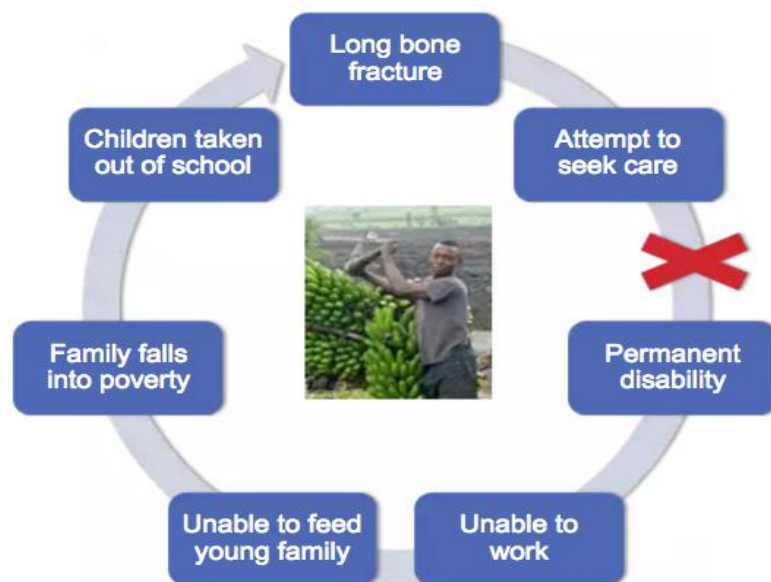 Long bone
fracture
Attempt to
seek care
Permanent
disability
Unable to
work
Unable to feed
young family
Family falls
into poverty
Children taken
out of school